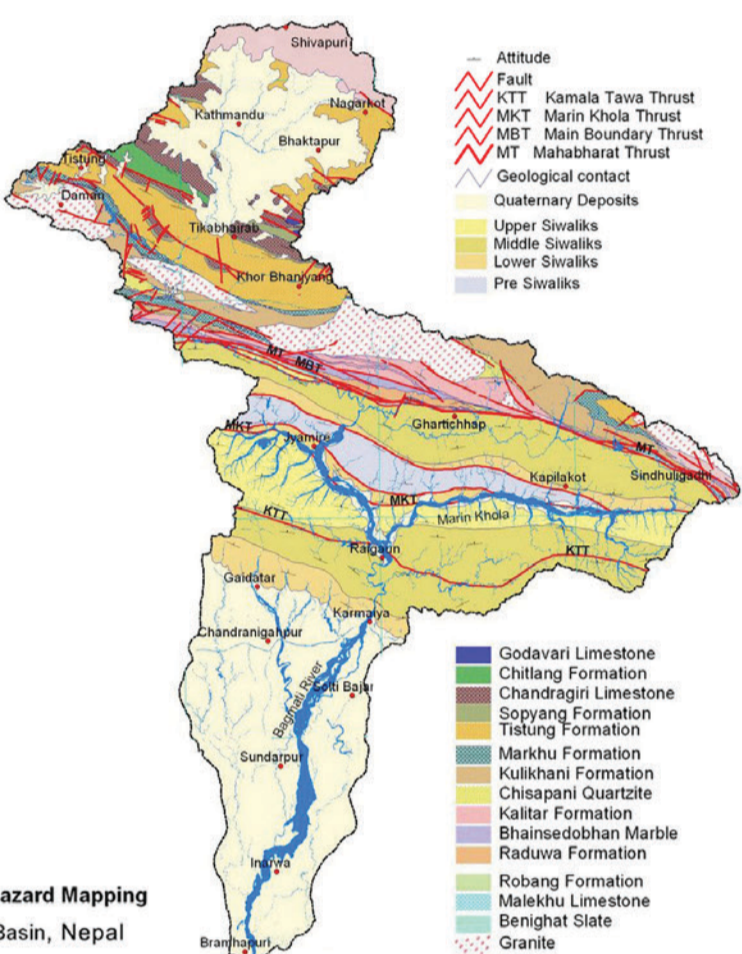 Shivapuri
Nagarkot
Kathmandu
Bhaktapur
Tistung
Daman
Tikabhairab
Khor Bhaniyang
MT
MBT
Ghartichhap
MKT
Jyamire
MT
Kapilakot
Sindhuligadhi
MKT
Marin Khola
KTT
Raigaun
KTT
Gaidatar
Karmaiya
Chandranigahpur
Bagmati River
Solti Bajar
Sundarpur
Inarwa
Bramhapuri
azard Mapping
Basin, Nepal
Attitude
Fault
KTT Kamala Tawa Thrust
MKT Marin Khola Thrust
MBT Main Boundary Thrust
MT Mahabharat Thrust
Geological contact
Quaternary Deposits
Upper Siwaliks
Middle Siwaliks
Lower Siwaliks
Pre Siwaliks
Godavari Limestone
Chitlang Formation
Chandragiri Limestone
Sopyang Formation
Tistung Formation
Markhu Formation
Kulikhani Formation
Chisapani Quartzite
Kalitar Formation
Bhainsedobhan Marble
Raduwa Formation
Robang Formation
Malekhu Limestone
Benighat Slate
Granite